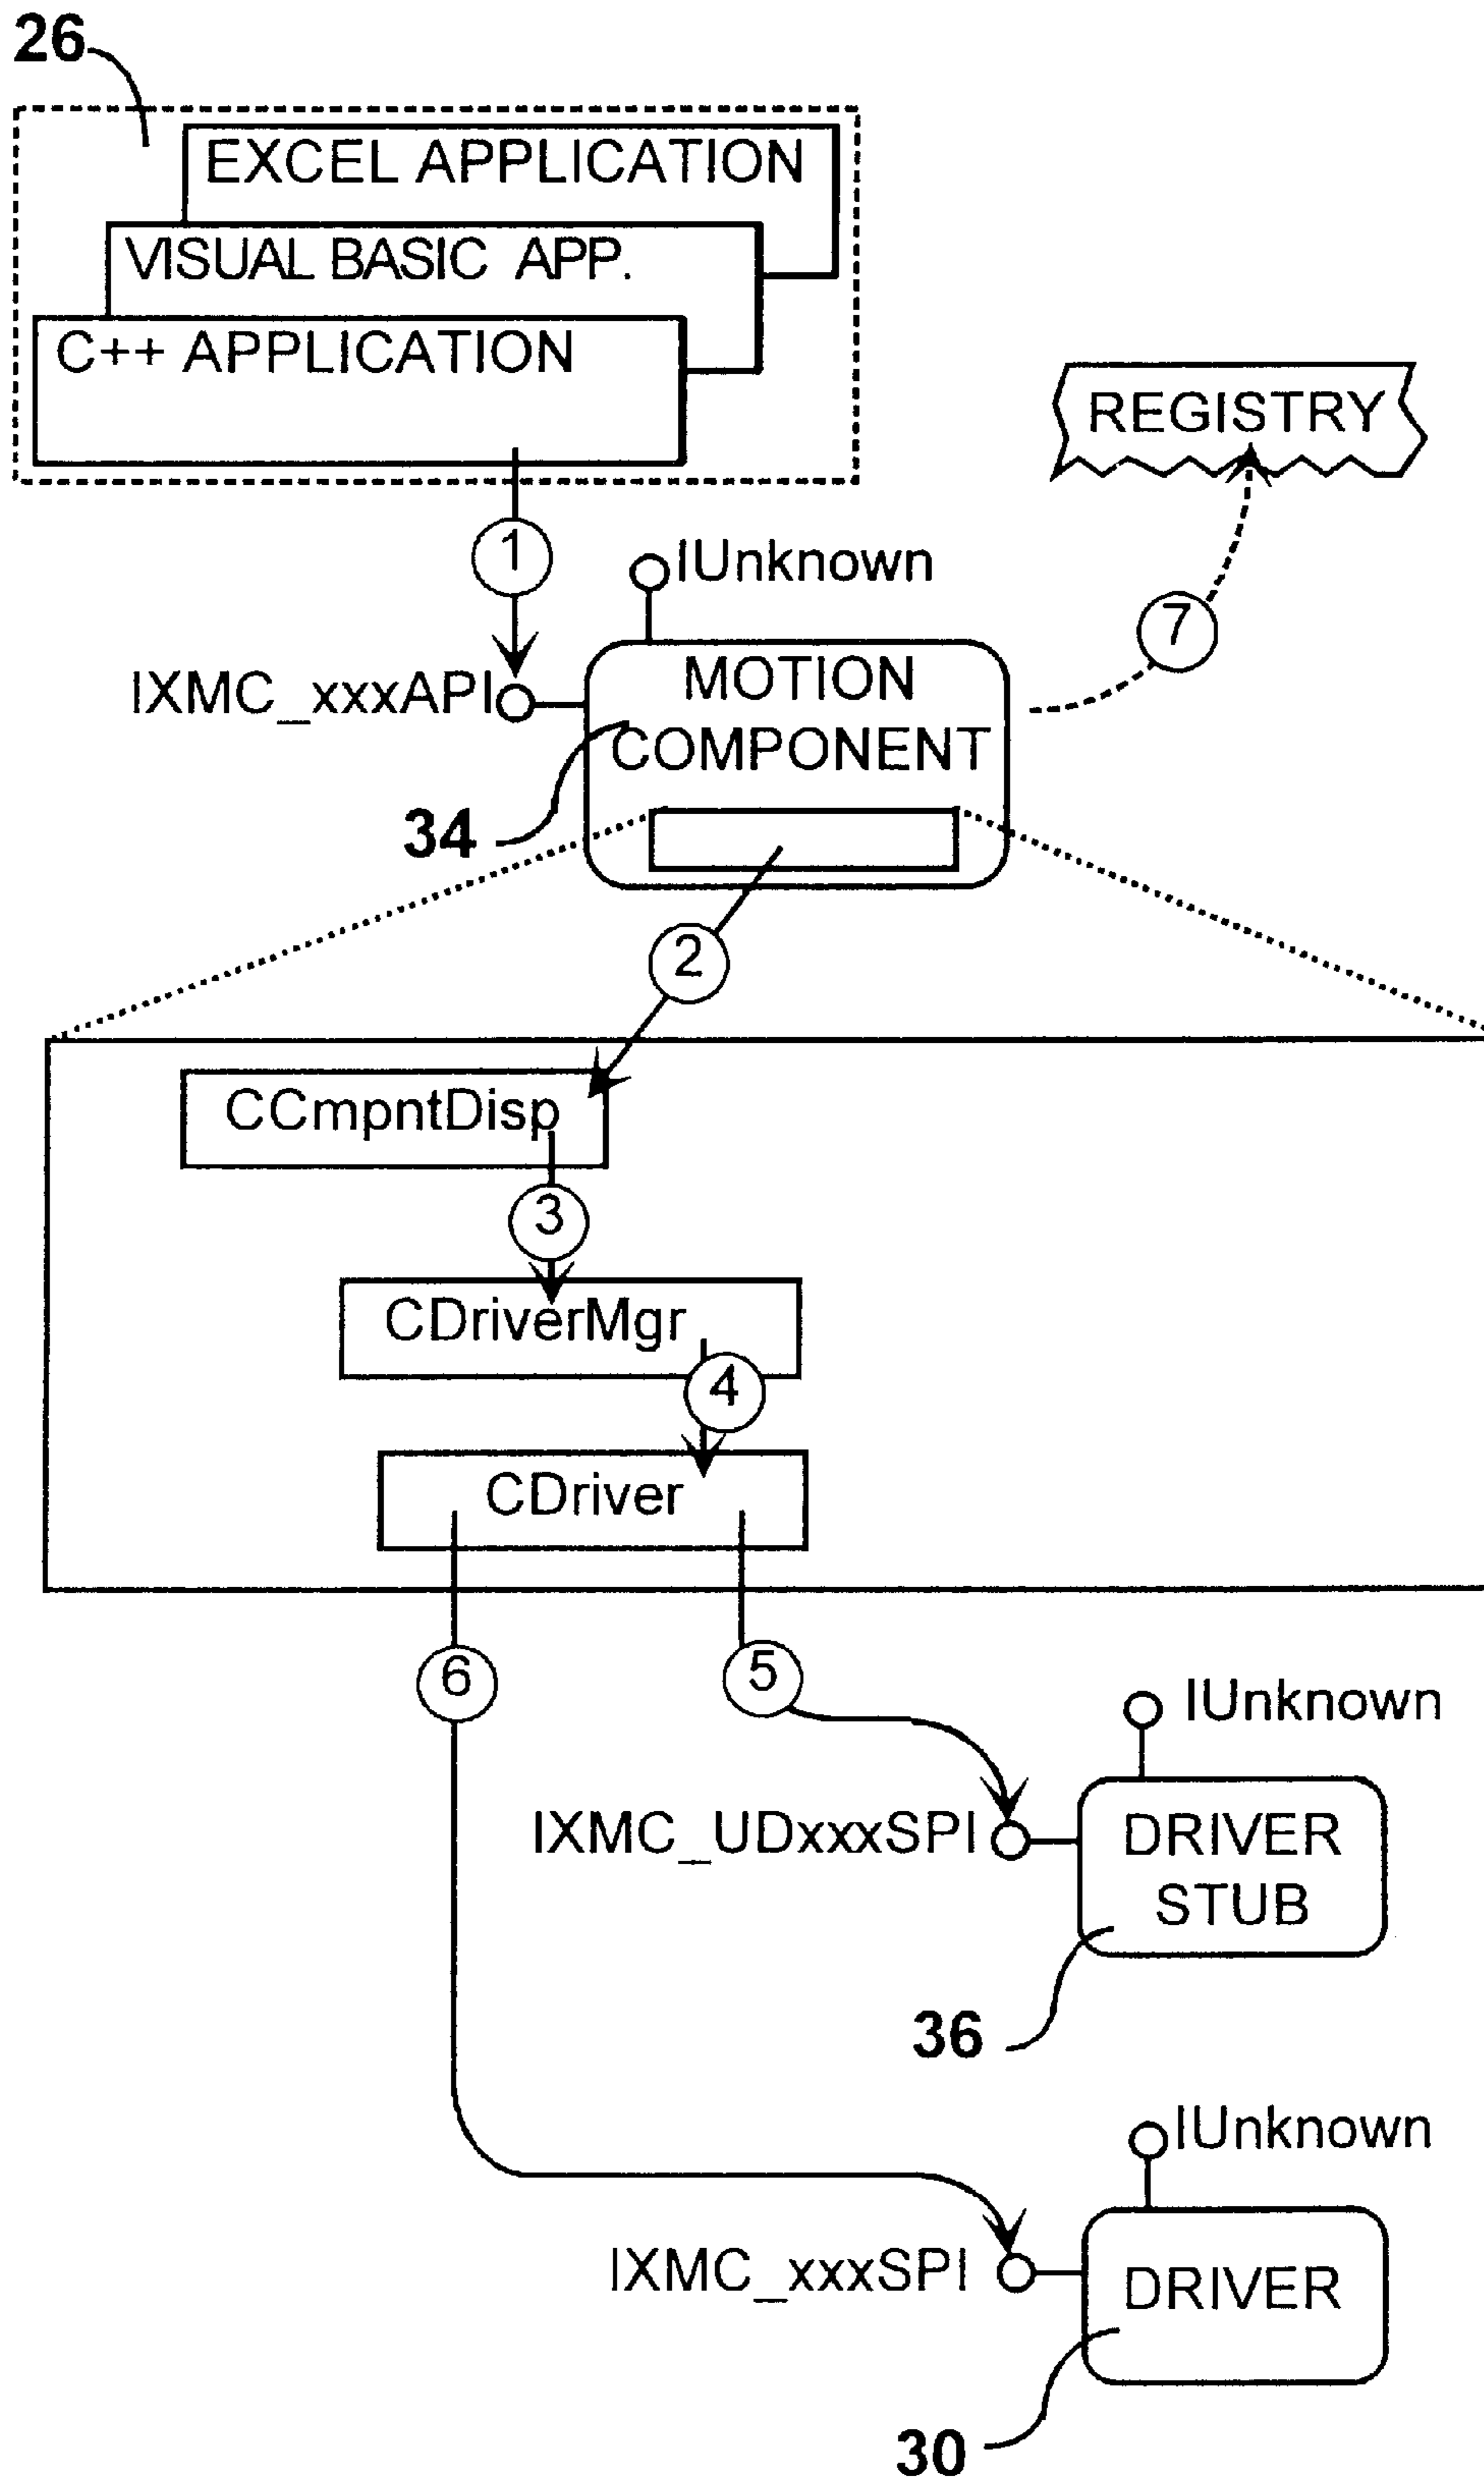 26
EXCEL APPLICATION
VISUAL BASIC APP.
C++ APPLICATION
REGISTRY
1
IUnknown
7
IXMC_xxxAPI
MOTION
COMPONENT
34
2
CCmpntDisp
3
CDriverMgr
4
CDriver
6
5
IUnknown
IXMC_UDxxxSPI
DRIVER
STUB
36
IUnknown
IXMC_xxxSPI
DRIVER
30